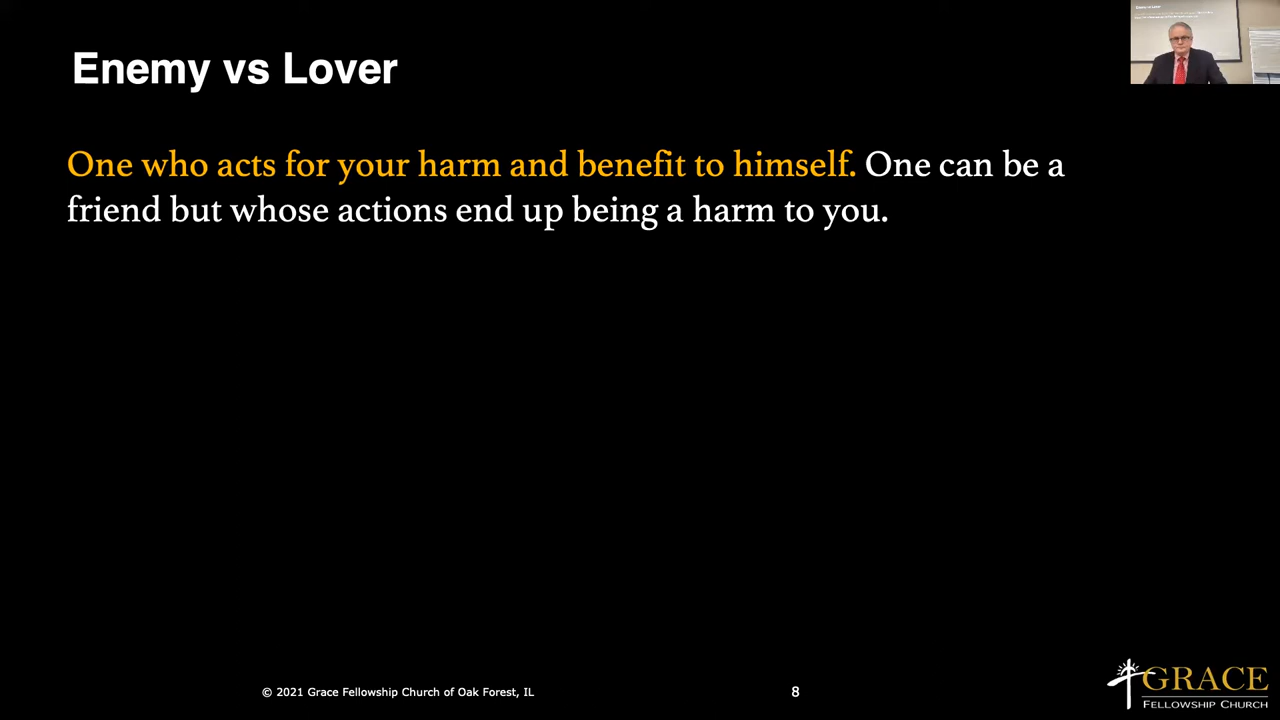 Enemy vs Lover
One who acts for your harm and benefit to himself. One can be a
friend but whose actions end up being a harm to you.
© 2021 Grace Fellowship Church of Oak Forest, IL
8
GRACE
FELLOWSHIP CHURCH